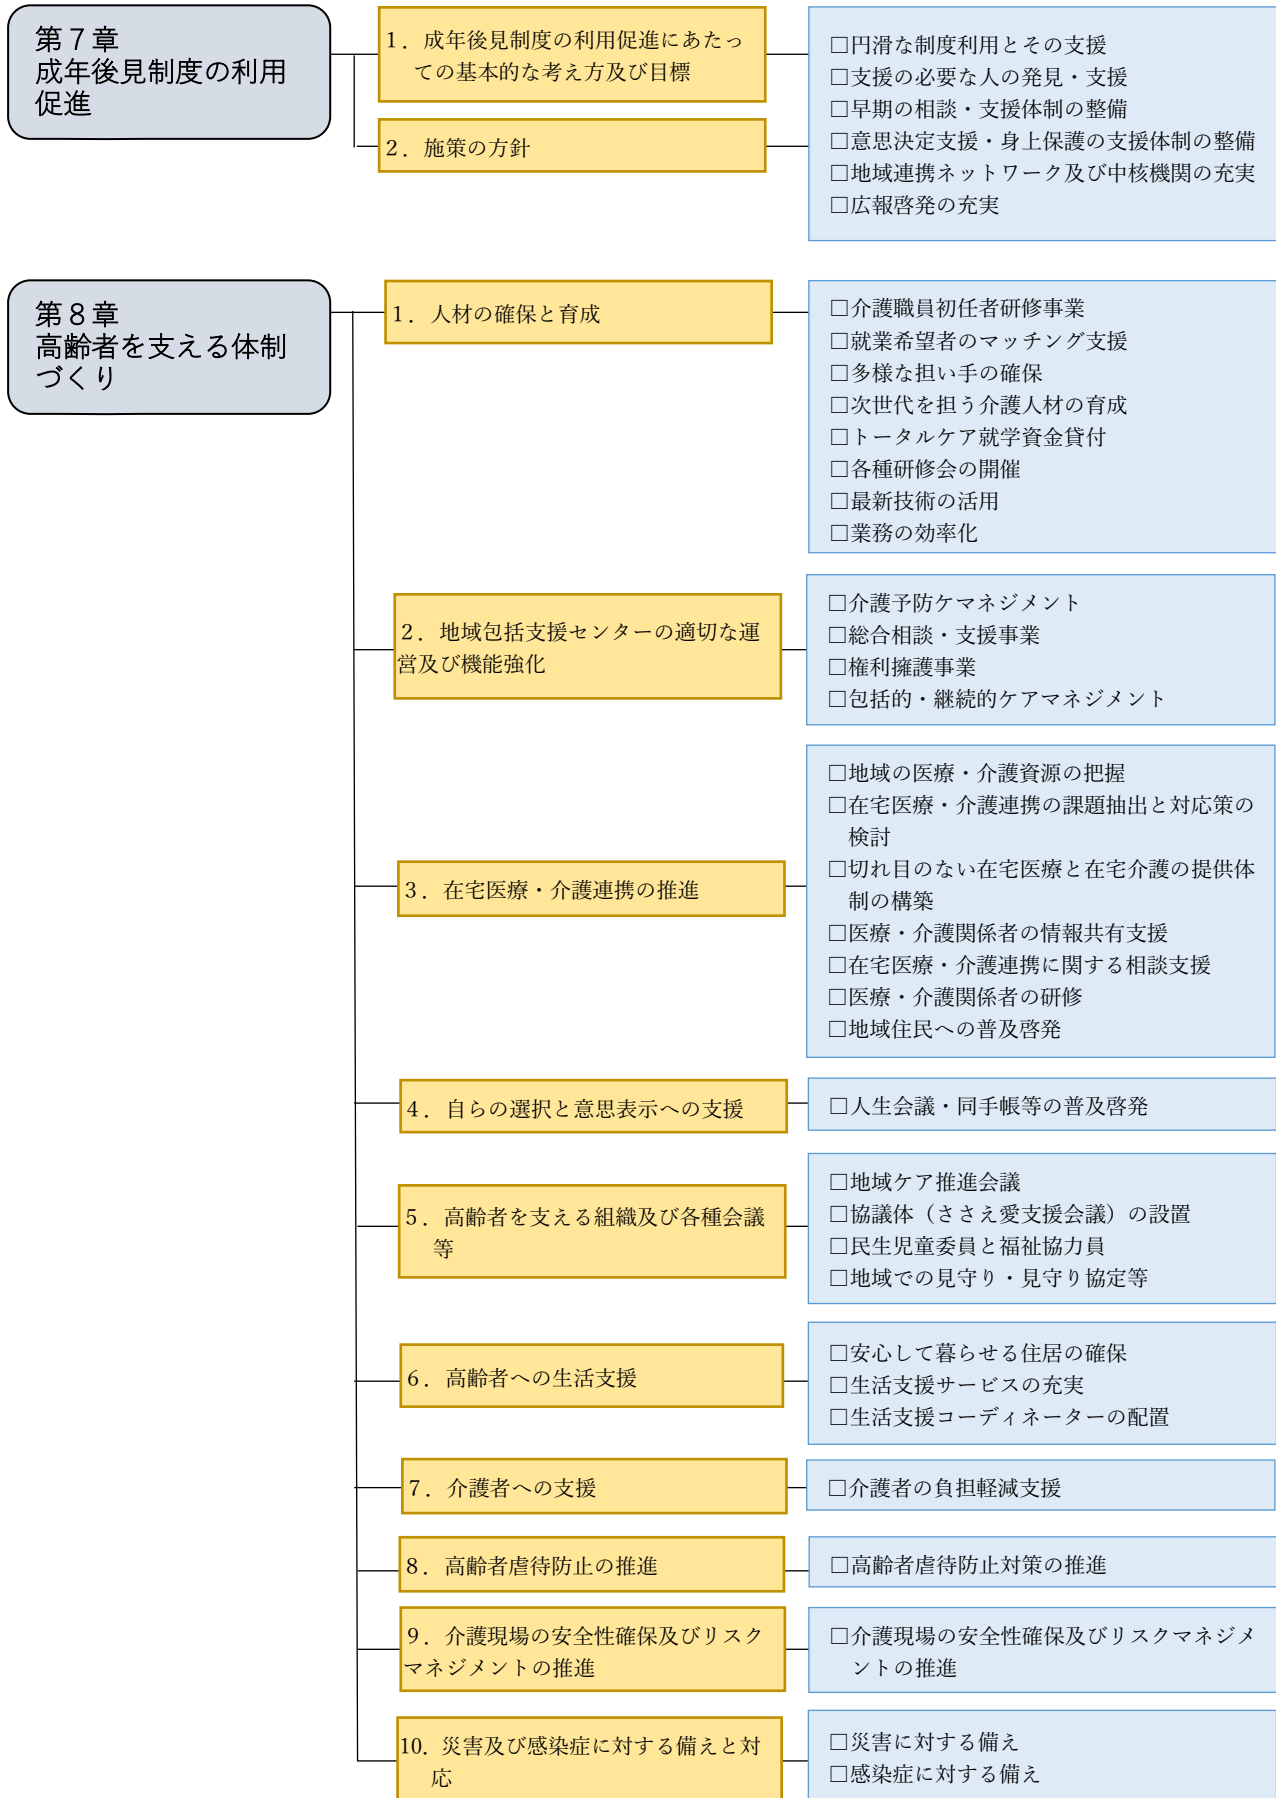 第７章
成年後見制度の利用
促進
１．成年後見制度の利用促進にあたっ
ての基本的な考え方及び目標
２．施策の方針
□円滑な制度利用とその支援
□支援の必要な人の発見・支援
□早期の相談・支援体制の整備
□意思決定支援・身上保護の支援体制の整備
□地域連携ネットワーク及び中核機関の充実
□広報啓発の充実
第８章
高齢者を支える体制
づくり
１．人材の確保と育成
□介護職員初任者研修事業
□就業希望者のマッチング支援
□多様な担い手の確保
□次世代を担う介護人材の育成
□トータルケア就学資金貸付
□各種研修会の開催
□最新技術の活用
□業務の効率化
２．地域包括支援センターの適切な運
営及び機能強化
□介護予防ケマネジメント
□総合相談・支援事業
□権利擁護事業
□包括的・継続的ケアマネジメント
３．在宅医療・介護連携の推進
□地域の医療・介護資源の把握
□在宅医療・介護連携の課題抽出と対応策の
検討
□切れ目のない在宅医療と在宅介護の提供体
制の構築
□医療・介護関係者の情報共有支援
□在宅医療・介護連携に関する相談支援
□医療・介護関係者の研修
□地域住民への普及啓発
４．自らの選択と意思表示への支援
□人生会議・同手帳等の普及啓発
５．高齢者を支える組織及び各種会議
等
□地域ケア推進会議
□協議体（ささえ愛支援会議）の設置
□民生児童委員と福祉協力員
□地域での見守り・見守り協定等
６．高齢者への生活支援
□安心して暮らせる住居の確保
□生活支援サービスの充実
□生活支援コーディネーターの配置
７．介護者への支援
□介護者の負担軽減支援
８．高齢者虐待防止の推進
□高齢者虐待防止対策の推進
９．介護現場の安全性確保及びリスク
マネジメントの推進
□介護現場の安全性確保及びリスクマネジメ
ントの推進
10．災害及び感染症に対する備えと対
応
□災害に対する備え
□感染症に対する備え